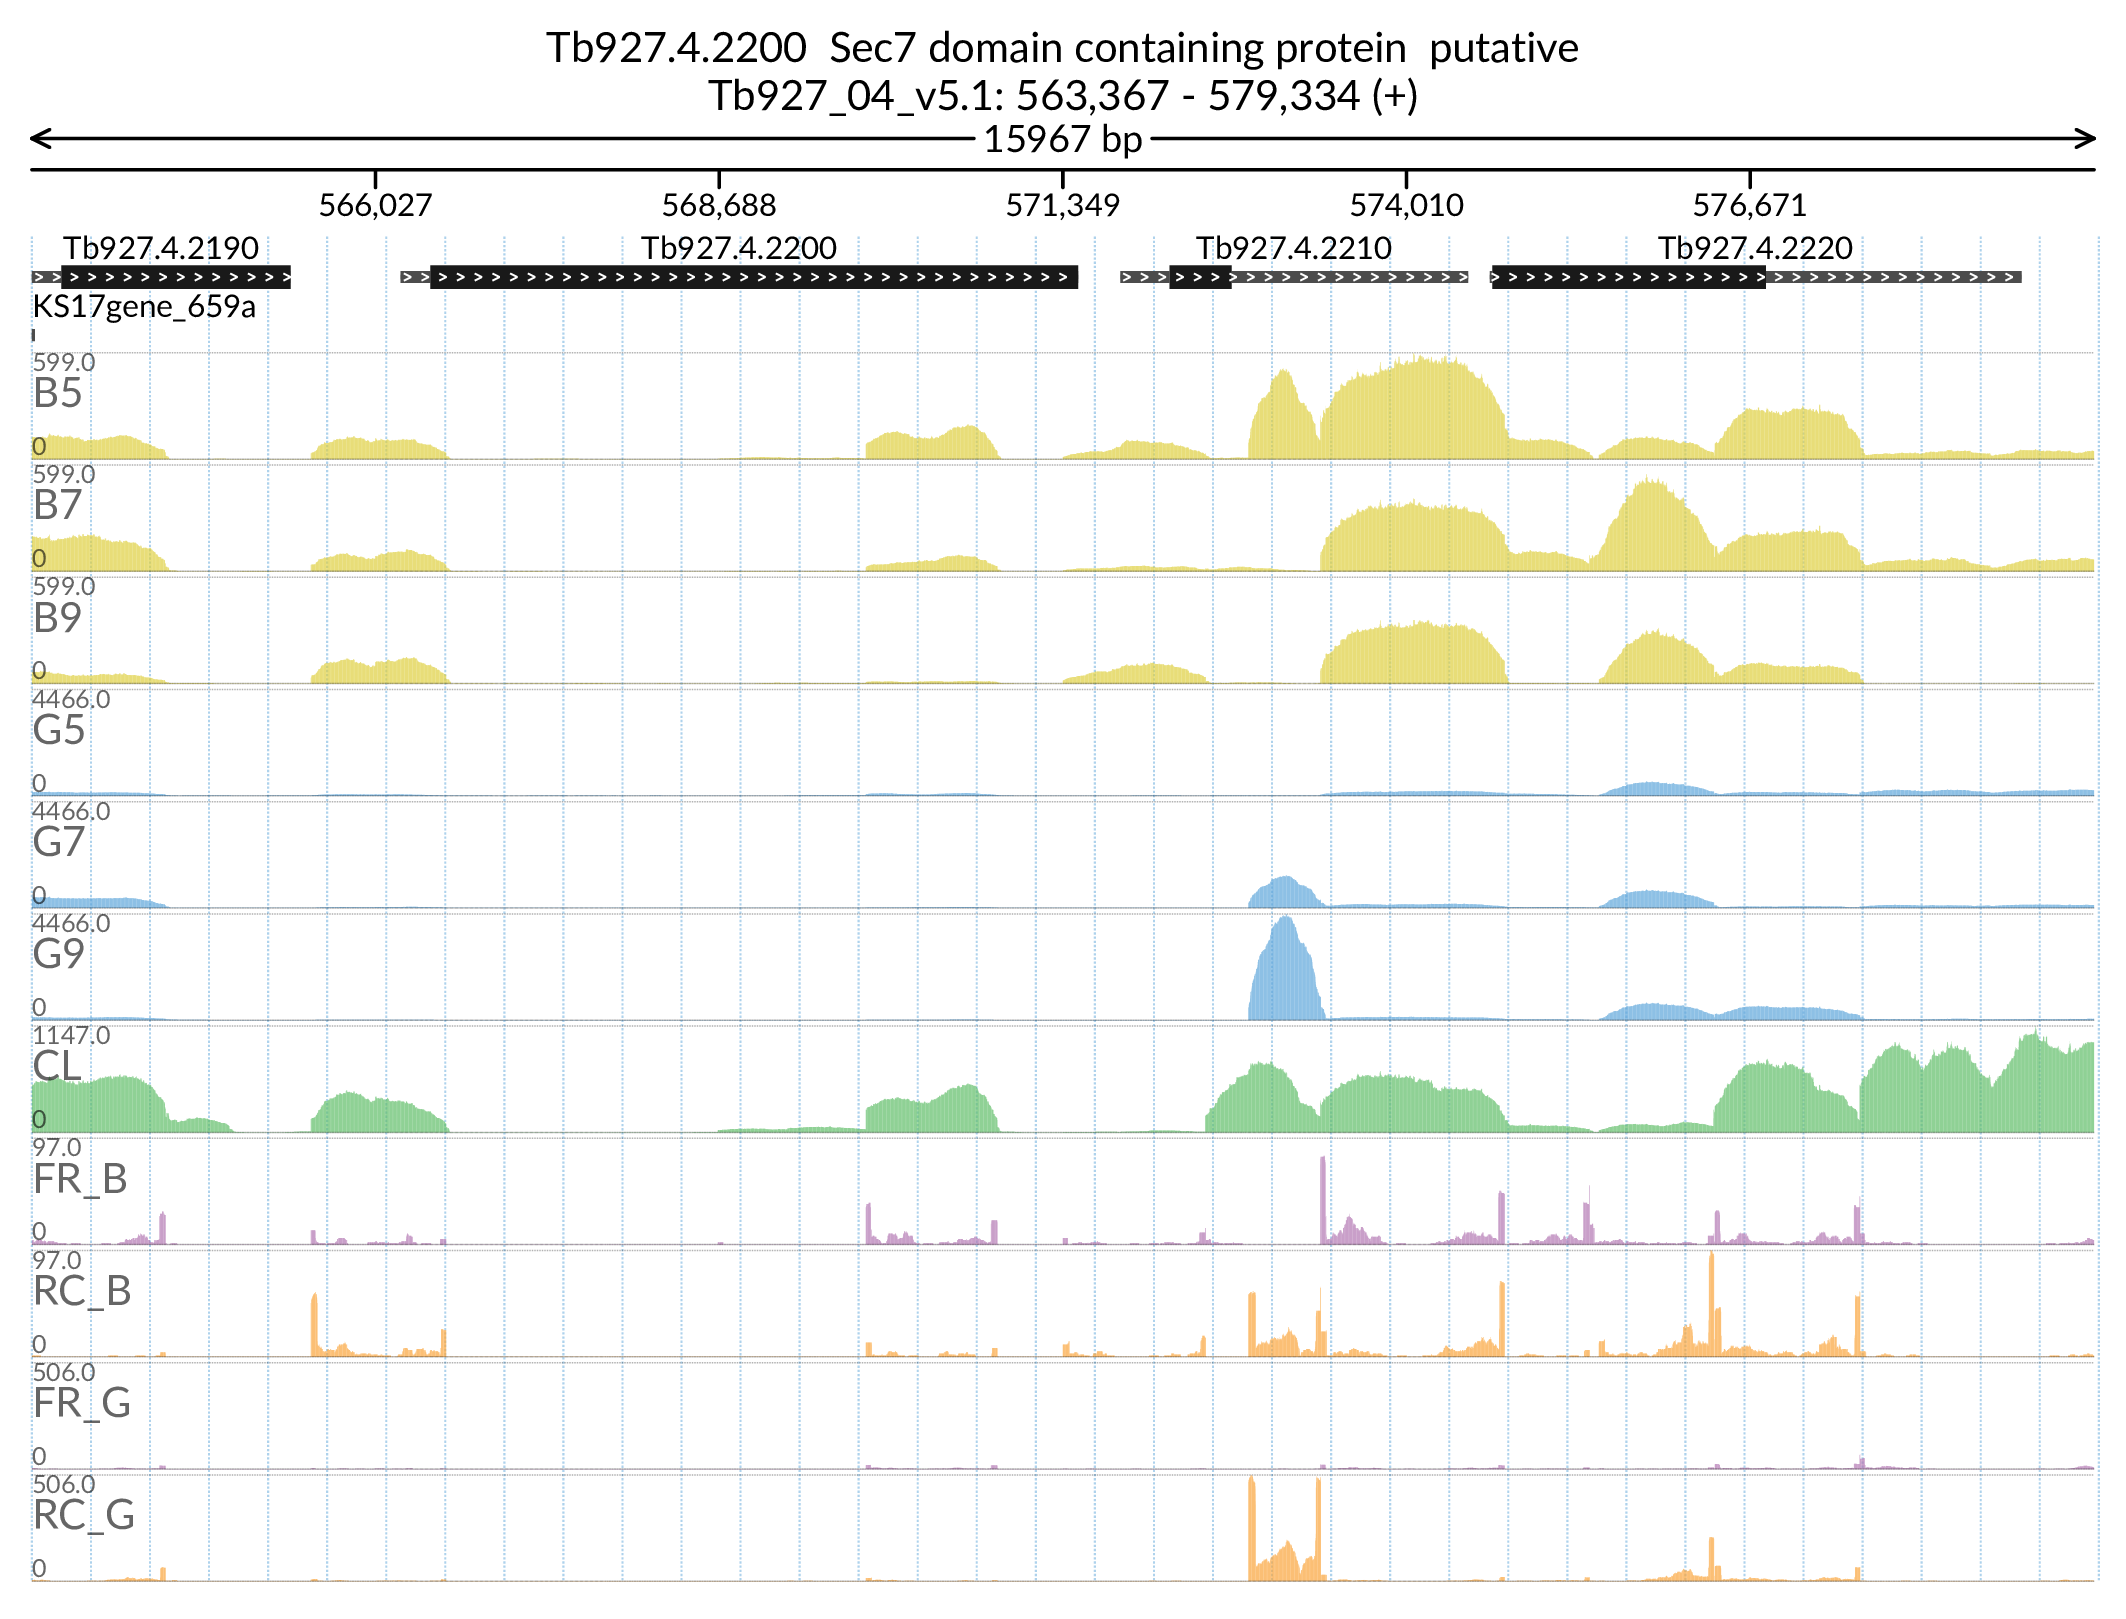 Tb927.4.2200  Sec7 domain containing protein  putative
Tb927_04_v5.1: 563,367 - 579,334 (+)
15967 bp
566,027 568,688 571,349 574,010 576,671
Tb927.4.2190 Tb927.4.2200 Tb927.4.2210 Tb927.4.2220
KS17gene_659a
599.0
B5
0
599.0
B7
0
599.0
B9
0
4466.0
G5
0
4466.0
G7
0
4466.0
G9
0
1147.0
CL
0
97.0
FR_B
0
97.0
RC_B
0
506.0
FR_G
0
506.0
RC_G
0